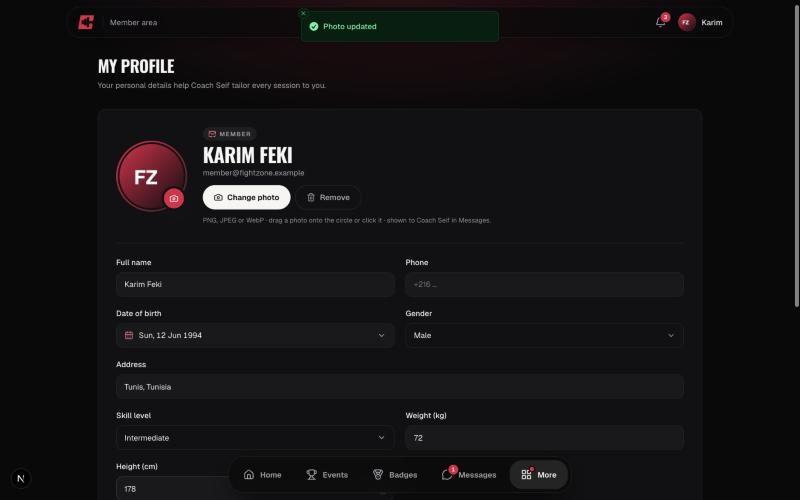 Member area
Photo updated
3
FZ
Karim
MY PROFILE
Your personal details help Coach Seif tailor every session to you.
MEMBER
KARIM FEKI
member@fightzone.example
FZ
Change photo
Remove
PNG, JPEG or WebP · drag a photo onto the circle or click it · shown to Coach Seif in Messages.
Full name
Phone
Karim Feki
+216 ...
Date of birth
Gender
Sun, 12 Jun 1994
Male
Address
Tunis, Tunisia
Skill level
Weight (kg)
Intermediate
72
Height (cm)
178
Home
Events
Badges
1
Messages
More
N